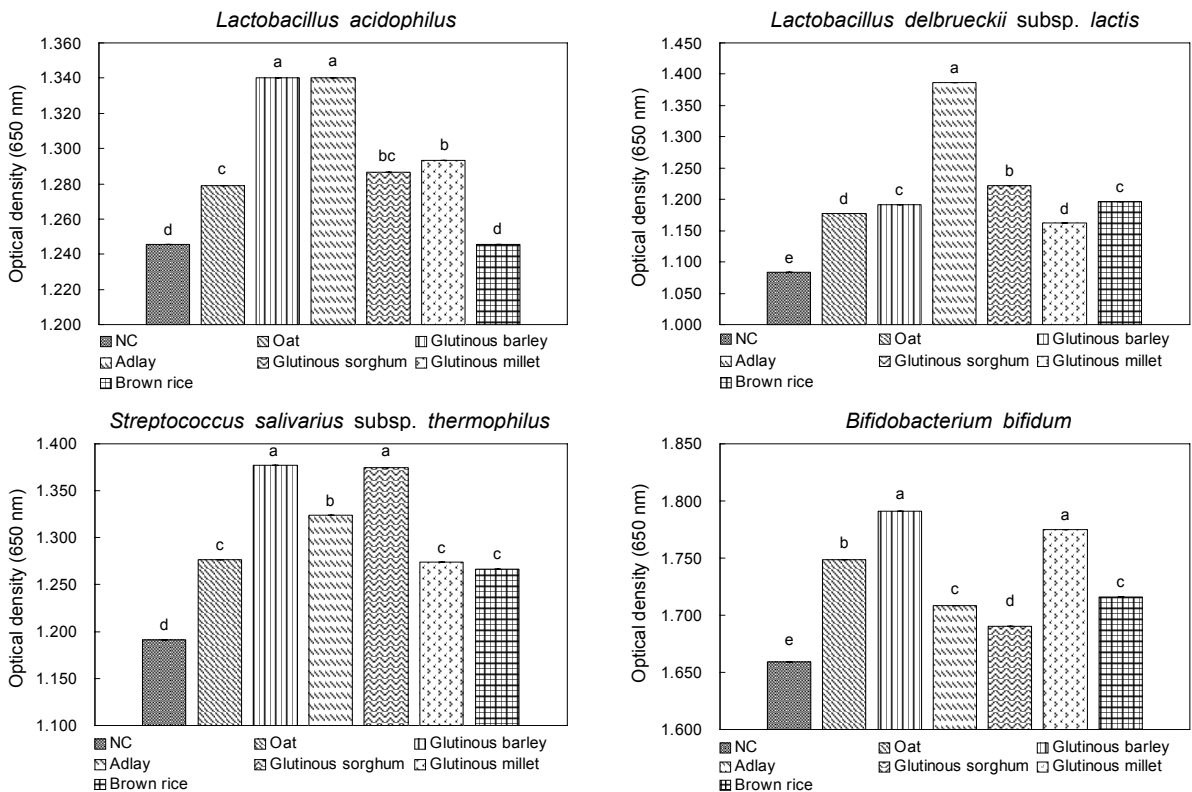 Lactobacillus acidophilus
Optical density (650 nm)
1.360
1.340
1.320
1.300
1.280
1.260
1.240
1.220
1.200
d
c
a
a
bc
b
d
NC
Oat
Glutinous barley
Adlay
Glutinous sorghum
Glutinous millet
Brown rice
Lactobacillus delbrueckii subsp. lactis
Optical density (650 nm)
1.450
1.400
1.350
1.300
1.250
1.200
1.150
1.100
1.050
1.000
e
d
c
a
b
d
c
NC
Oat
Glutinous barley
Adlay
Glutinous sorghum
Glutinous millet
Brown rice
Streptococcus salivarius subsp. thermophilus
Optical density (650 nm)
1.400
1.350
1.300
1.250
1.200
1.150
1.100
d
c
a
b
a
c
c
NC
Oat
Glutinous barley
Adlay
Glutinous sorghum
Glutinous millet
Brown rice
Bifidobacterium bifidum
Optical density (650 nm)
1.850
1.800
1.750
1.700
1.650
1.600
e
b
a
c
d
a
c
NC
Oat
Glutinous barley
Adlay
Glutinous sorghum
Glutinous millet
Brown rice